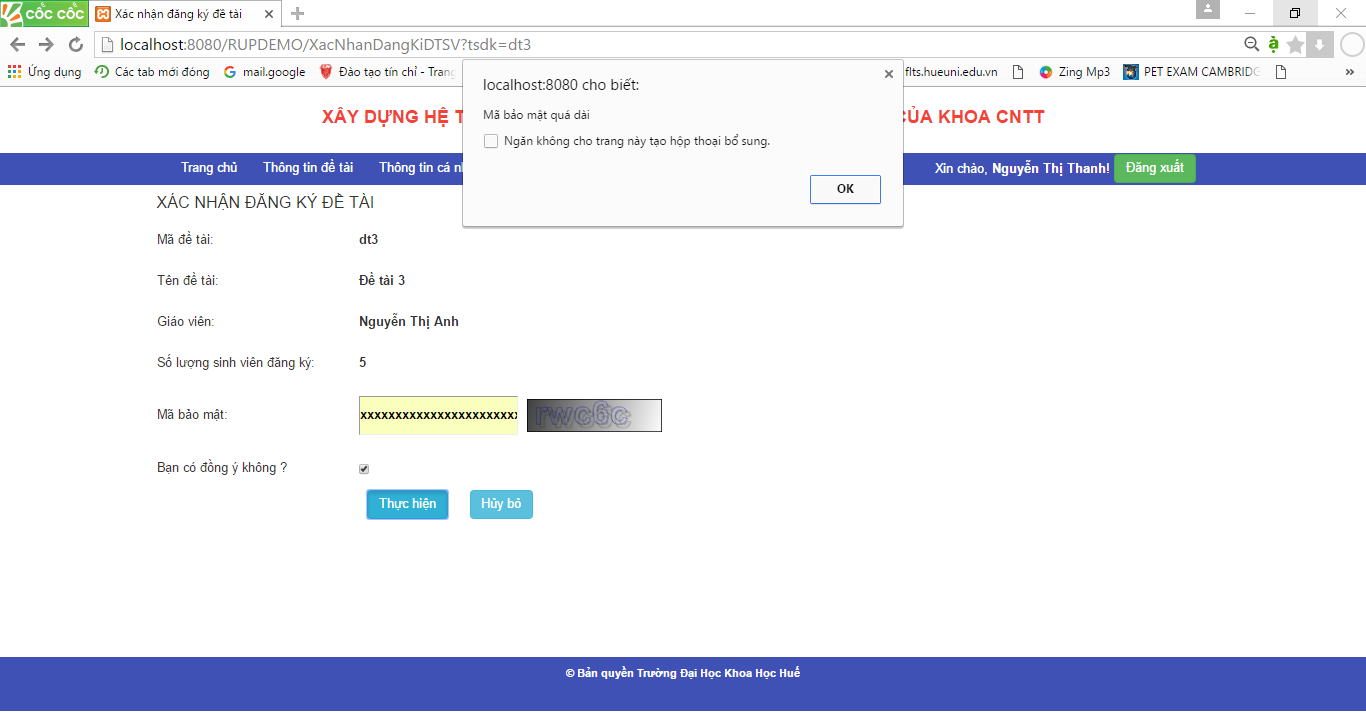 cốc cốc Xác nhận đăng ký đề tài
localhost:8080/RUPDEMO/XacNhanDangKiDTSV?tsdk=dt3
Ứng dụng Các tab mới đóng mail.google Đào tạo tín chỉ - Trang flts.hueuni.edu.vn Zing Mp3 PET EXAM CAMBRIDG »
localhost:8080 cho biết:
Mã bảo mật quá dài
Ngăn không cho trang này tạo hộp thoại bổ sung.
OK
XÂY DỰNG HỆ T CỦA KHOA CNTT
Trang chủ Thông tin đề tài Thông tin cá nh Xin chào, Nguyễn Thị Thanh! Đăng xuất
XÁC NHẬN ĐĂNG KÝ ĐỀ TÀI
Mã đề tài: dt3
Tên đề tài: Đề tài 3
Giáo viên: Nguyễn Thị Anh
Số lượng sinh viên đăng ký: 5
Mã bảo mật: xxxxxxxxxxxxxxxxxxxxxxx rwc6c
Bạn có đồng ý không ?
Thực hiện Hủy bỏ
© Bản quyền Trường Đại Học Khoa Học Huế